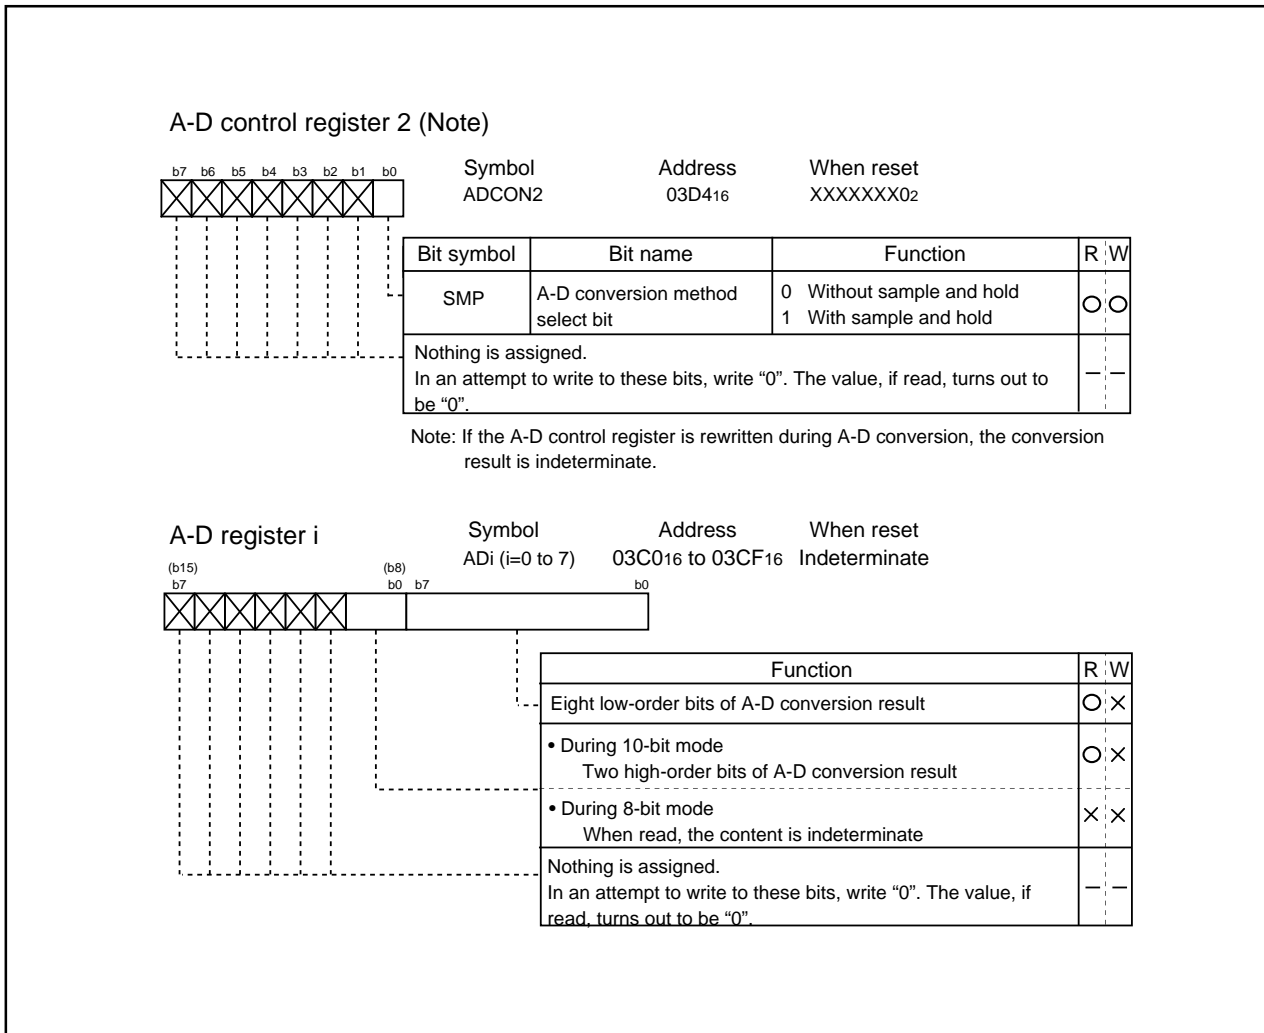 A-D control register 2 (Note)
Symbol Address When reset
b7 b6 b5 b4 b3 b2 b1 b0
ADCON2 03D416 XXXXXXX02
Bit symbol Bit name Function R W
SMP A-D conversion method select bit 0 Without sample and hold
1 With sample and hold
Nothing is assigned.
In an attempt to write to these bits, write “0”. The value, if read, turns out to
be “0”.
Note: If the A-D control register is rewritten during A-D conversion, the conversion
result is indeterminate.
A-D register i
Symbol Address When reset
ADi (i=0 to 7) 03C016 to 03CF16 Indeterminate
(b15) (b8)
b7 b0 b7 b0
Function R W
Eight low-order bits of A-D conversion result
• During 10-bit mode
Two high-order bits of A-D conversion result
• During 8-bit mode
When read, the content is indeterminate
Nothing is assigned.
In an attempt to write to these bits, write “0”. The value, if
read, turns out to be “0”.